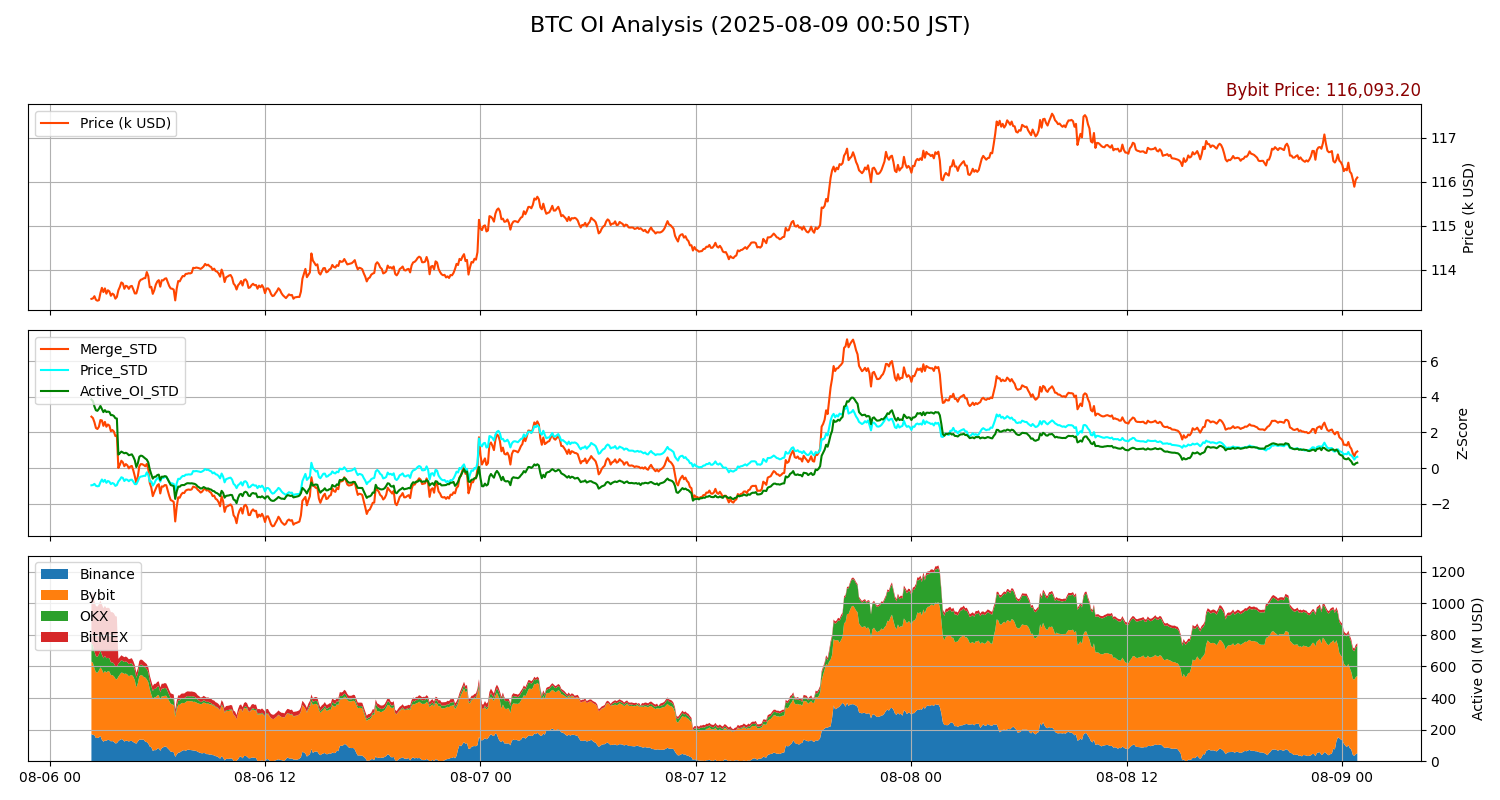 BTC OI Analysis (2025-08-09 00:50 JST)
Bybit Price: 116,093.20
Price (k USD)
117
116
115
114
Price (k USD)
Merge_STD
Price_STD
Active_OI_STD
6
4
2
0
−2
Z-Score
Binance
Bybit
OKX
BitMEX
1200
1000
800
600
400
200
0
Active OI (M USD)
08-06 00
08-06 12
08-07 00
08-07 12
08-08 00
08-08 12
08-09 00